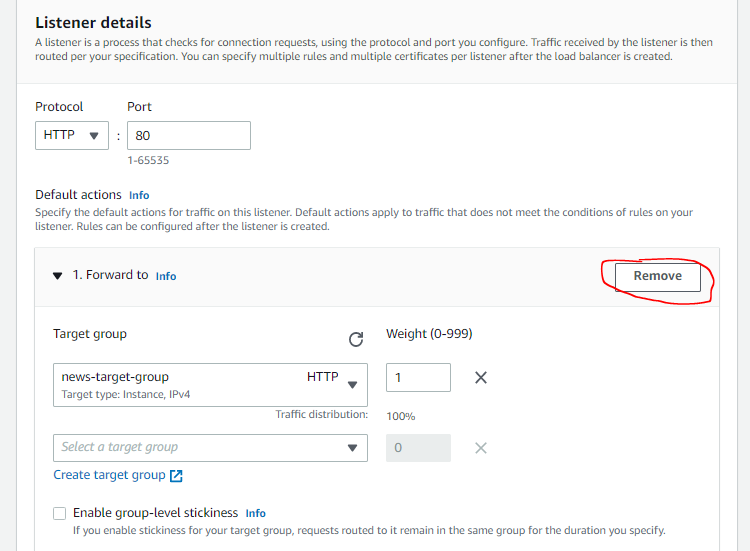 Listener details
A listener is a process that checks for connection requests, using the protocol and port you configure. Traffic received by the listener is then
routed per your specification. You can specify multiple rules and multiple certificates per listener after the load balancer is created.
Protocol Port
HTTP : 80
1-65535
Default actions Info
Specify the default actions for traffic on this listener. Default actions apply to traffic that does not meet the conditions of rules on your
listener. Rules can be configured after the listener is created.
1. Forward to Info Remove
Target group Weight (0-999)
news-target-group HTTP 1
Target type: Instance, IPv4
Traffic distribution: 100%
Select a target group 0
Create target group
Enable group-level stickiness Info
If you enable stickiness for your target group, requests routed to it remain in the same group for the duration you specify.